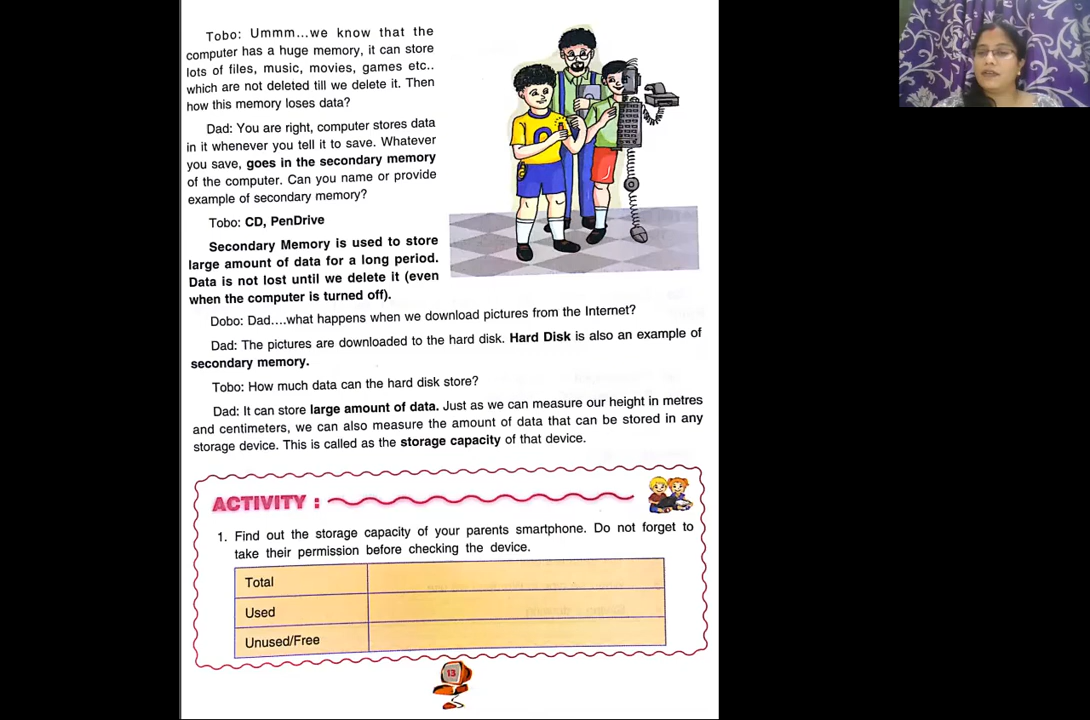 Tobo: Ummm...we know that the
computer has a huge memory, it can store
lots of files, music, movies, games etc..
which are not deleted till we delete it. Then
how this memory loses data?
Dad: You are right, computer stores data
in it whenever you tell it to save. Whatever
you save, goes in the secondary memory
of the computer. Can you name or provide
example of secondary memory?
Tobo: CD, PenDrive
Secondary Memory is used to store
large amount of data for a long period.
Data is not lost until we delete it (even
when the computer is turned off).
Dobo: Dad....what happens when we download pictures from the Internet?
Dad: The pictures are downloaded to the hard disk. Hard Disk is also an example of
secondary memory.
Tobo: How much data can the hard disk store?
Dad: It can store large amount of data. Just as we can measure our height in metres
and centimeters, we can also measure the amount of data that can be stored in any
storage device. This is called as the storage capacity of that device.
ACTIVITY :
1. Find out the storage capacity of your parents smartphone. Do not forget to
take their permission before checking the device.
Total
Used
Unused/Free
13